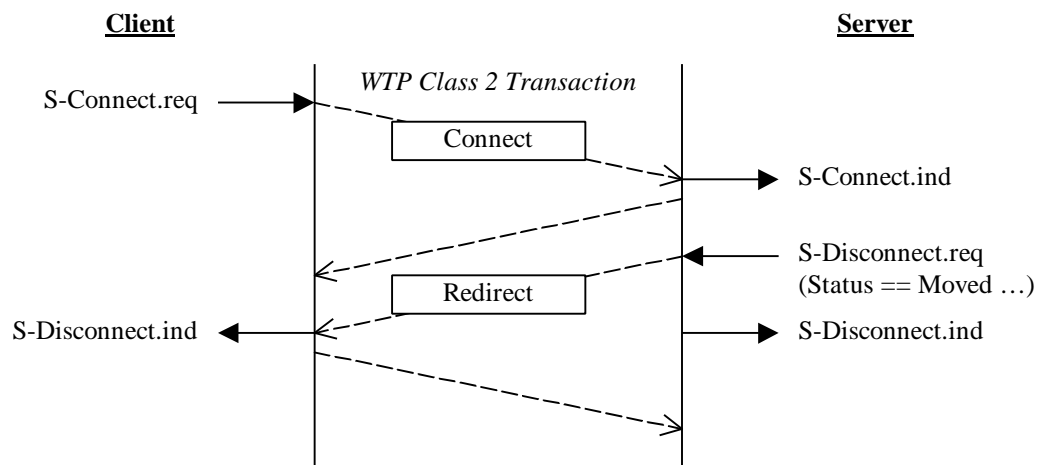 Client
Server
WTP Class 2 Transaction
S-Connect.req
Connect
S-Connect.ind
S-Disconnect.req
(Status == Moved …)
Redirect
S-Disconnect.ind
S-Disconnect.ind